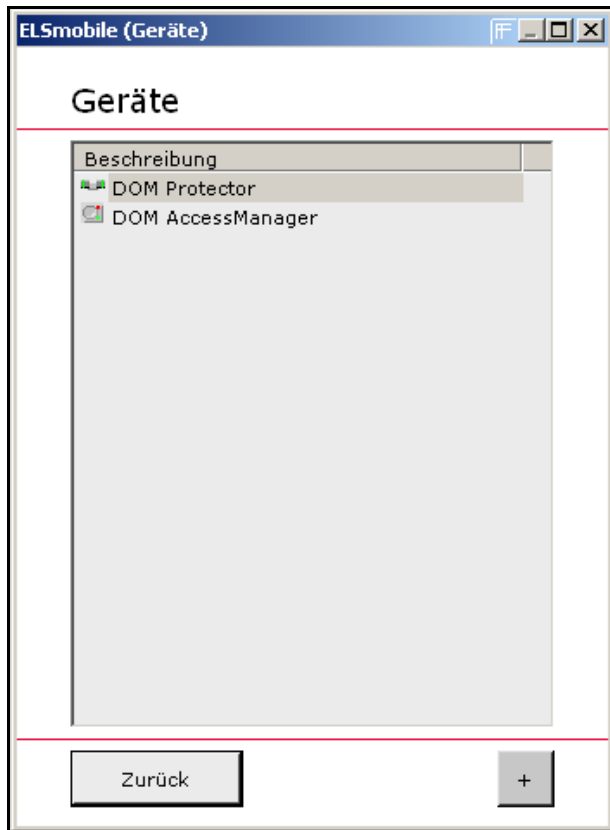 ELSmobile (Geräte)
Geräte
Beschreibung
DOM Protector
DOM AccessManager
Zurück
+